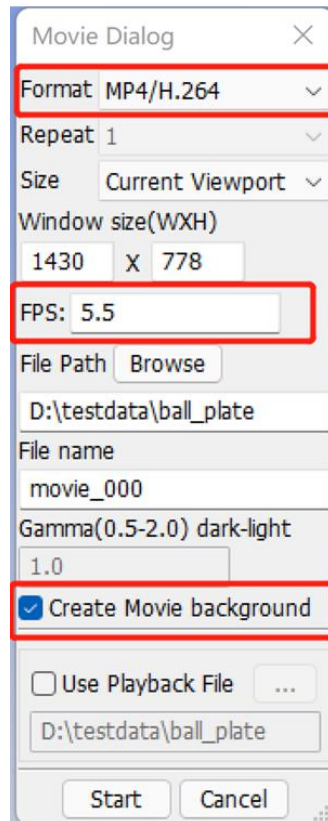 Movie Dialog
Format MP4/H.264
Repeat 1
Size Current Viewport
Window size(WXH)
1430 X 778
FPS: 5.5
File Path Browse
D:\testdata\ball_plate
File name
movie_000
Gamma(0.5-2.0) dark-light
1.0
Create Movie background
Use Playback File ...
D:\testdata\ball_plate
Start Cancel